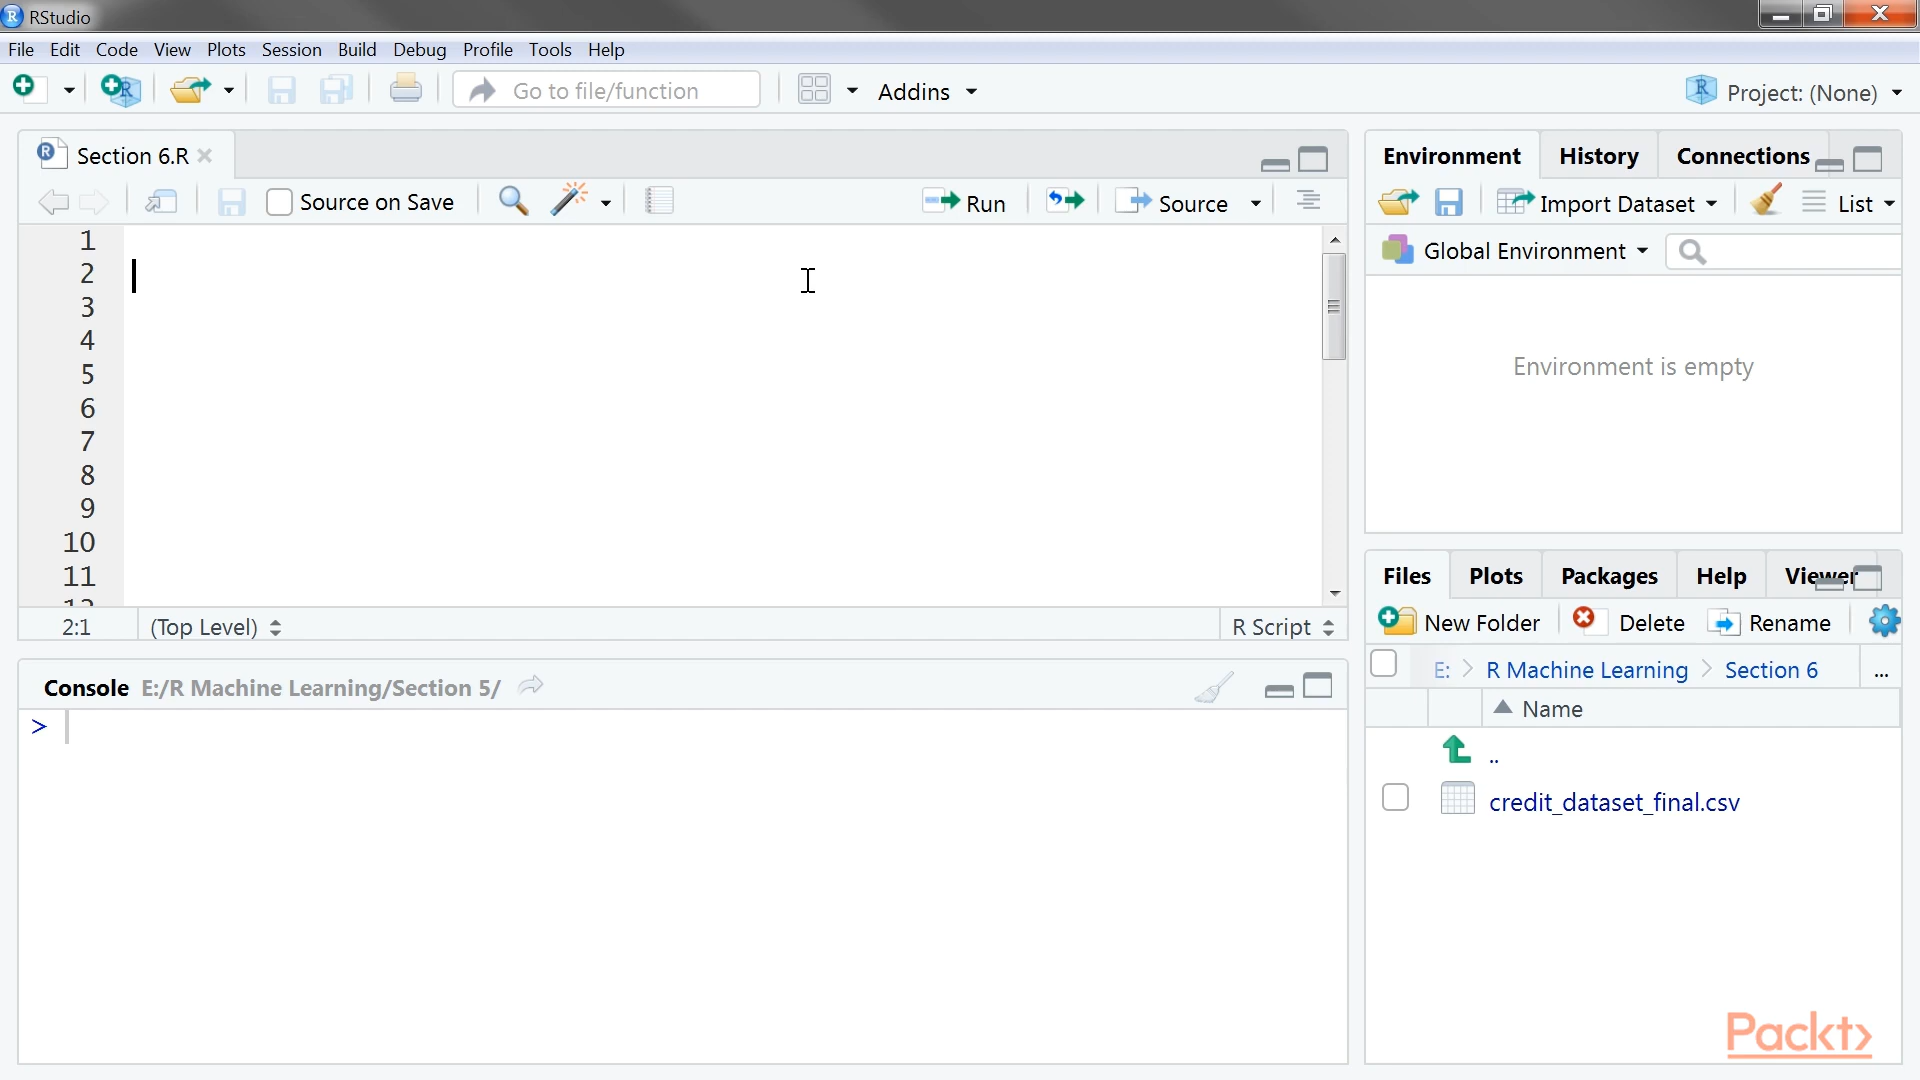 RStudio
File Edit Code View Plots Session Build Debug Profile Tools Help
Go to file/function
Addins
Project: (None)
Section 6.R
Source on Save
Run
Source
1
2
3
4
5
6
7
8
9
10
11
12
2:1
(Top Level)
R Script
Console E:/R Machine Learning/Section 5/
>
Environment History Connections
Import Dataset
List
Global Environment
Environment is empty
Files Plots Packages Help Viewer
New Folder
Delete
Rename
E: R Machine Learning Section 6 ...
Name
..
credit_dataset_final.csv
Packt>